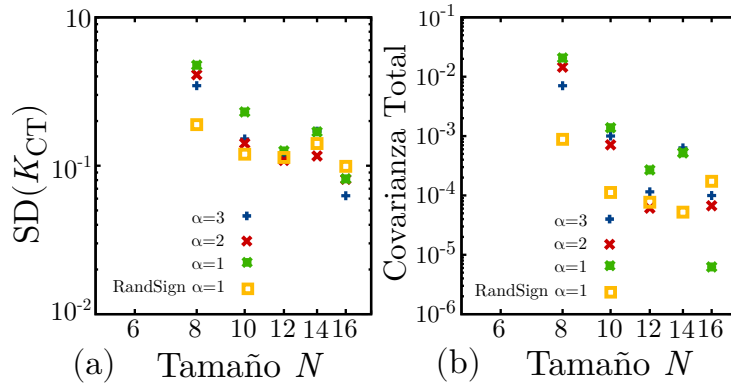 10
10⁻¹
10⁻²
SD(K_CT)
α=3
α=2
α=1
RandSign α=1
6 8 10 12 14 16
(a) Tamaño N
10⁻¹
10⁻²
10⁻³
10⁻⁴
10⁻⁵
10⁻⁶
Covarianza Total
α=3
α=2
α=1
RandSign α=1
6 8 10 12 14 16
(b) Tamaño N